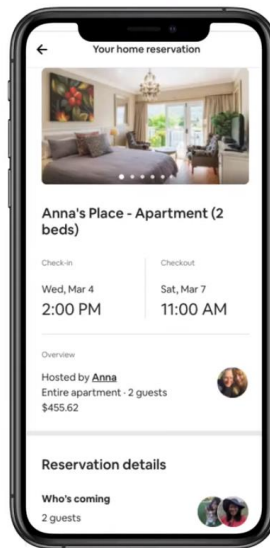 Your home reservation
Anna's Place - Apartment (2
beds)
Check-in
Checkout
Wed, Mar 4
Sat, Mar 7
2:00 PM
11:00 AM
Overview
Hosted by Anna
Entire apartment · 2 guests
$455.62
Reservation details
Who's coming
2 guests